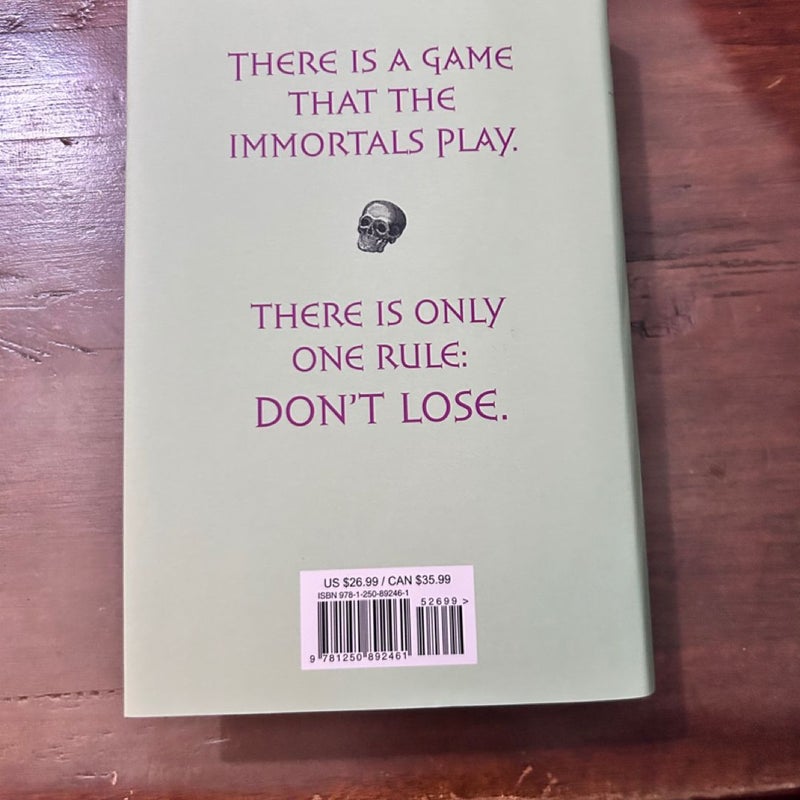 THERE IS A GAME
THAT THE
IMMORTALS PLAY.
THERE IS ONLY
ONE RULE:
DON'T LOSE.
US $26.99 / CAN $35.99
ISBN 978-1-250-89246-1
52699 >
9 781250 892461